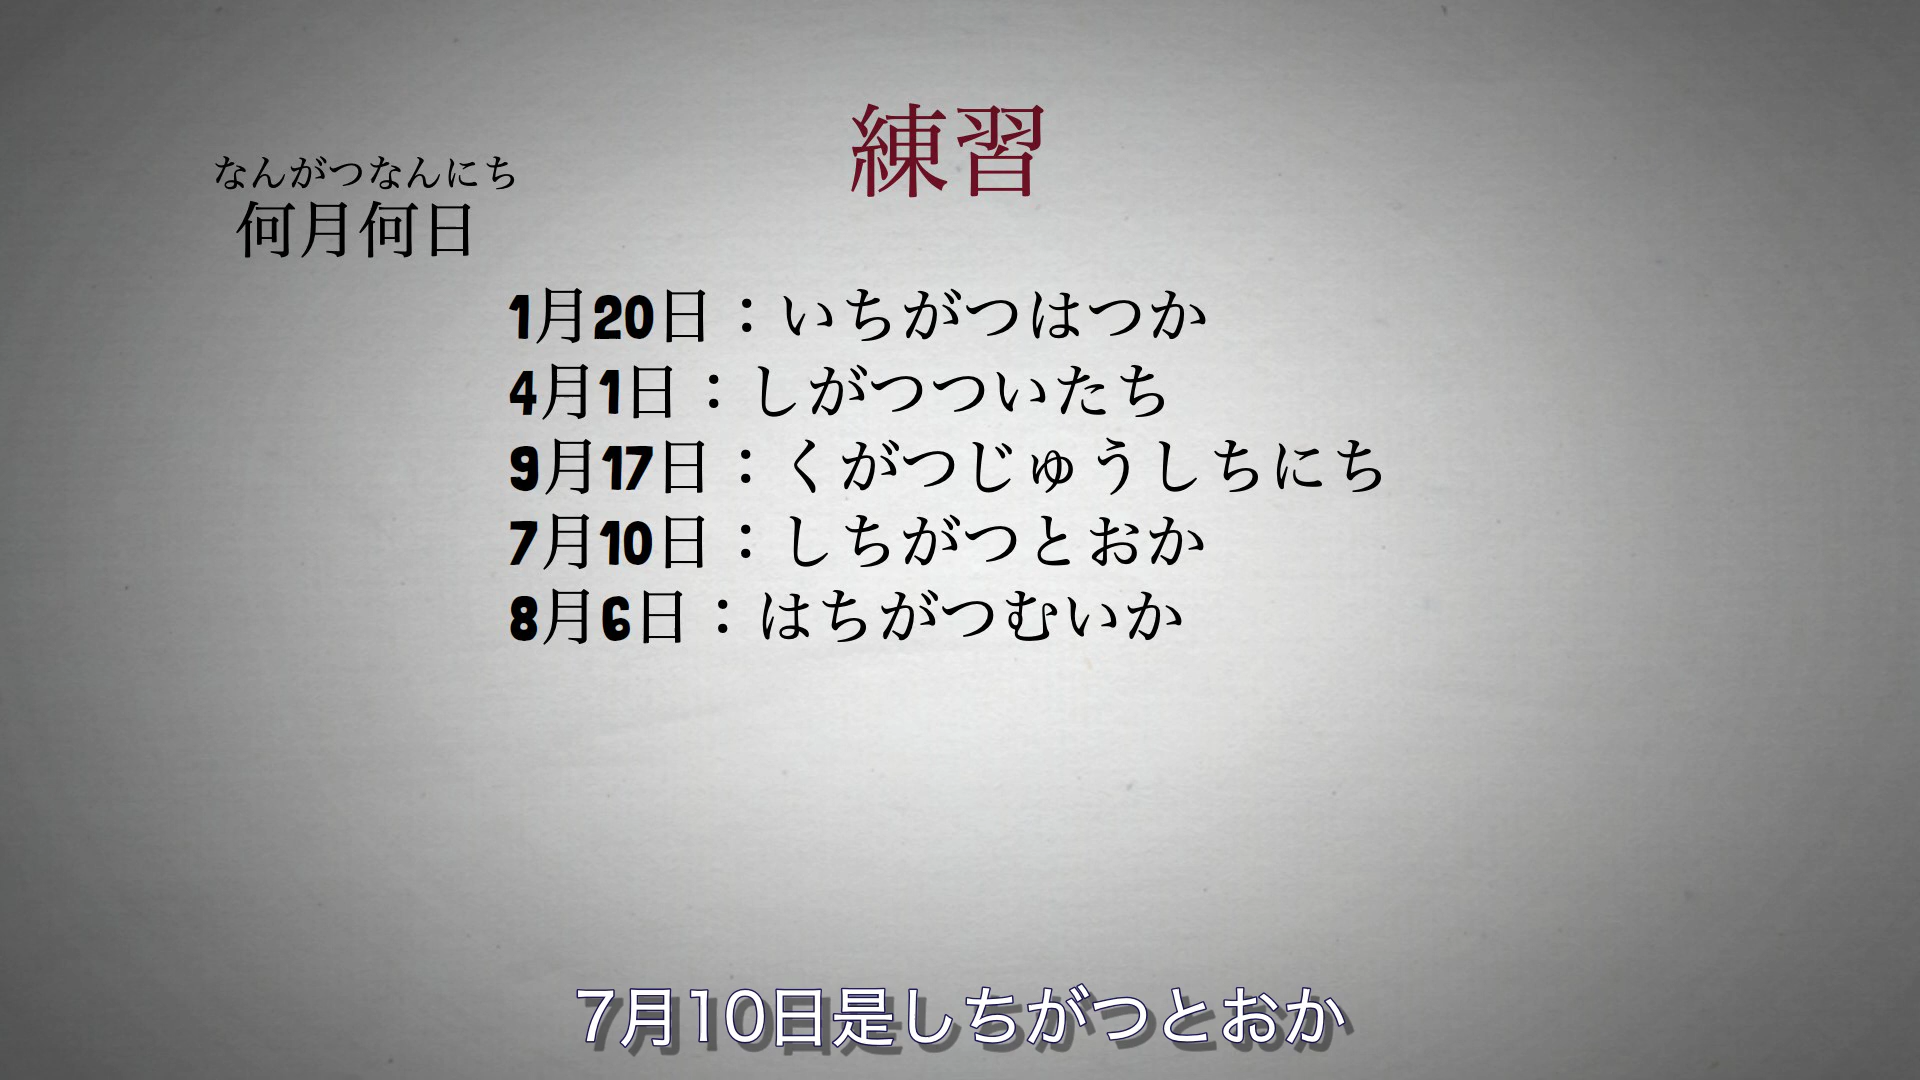 練習
なんがつなんにち
何月何日
1月20日：いちがつはつか
4月1日：しがつついたち
9月17日：くがつじゅうしちにち
7月10日：しちがつとおか
8月6日：はちがつむいか
7月10日是しちがつとおか